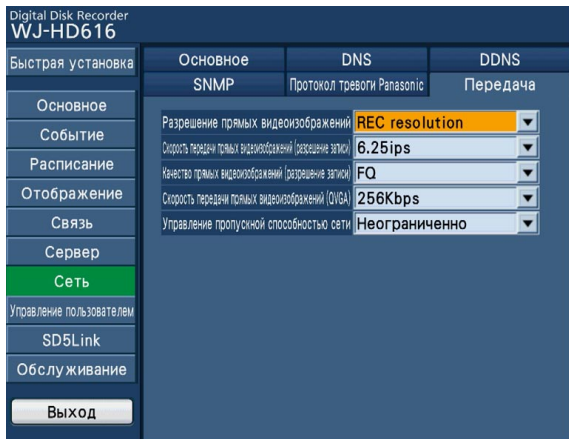 Digital Disk Recorder
WJ-HD616
Быстрая установка
Основное
Событие
Расписание
Отображение
Связь
Сервер
Сеть
Управление пользователем
SD5Link
Обслуживание
Выход
Основное DNS DDNS
SNMP Протокол тревоги Panasonic Передача
Разрешение прямых видеоизображений REC resolution
Скорость передачи прямых видеоизображений (разрешение записи) 6.25ips
Качество прямых видеоизображений (разрешение записи) FQ
Скорость передачи прямых видеоизображений (QVGA) 256Kbps
Управление пропускной способностью сети Неограниченно